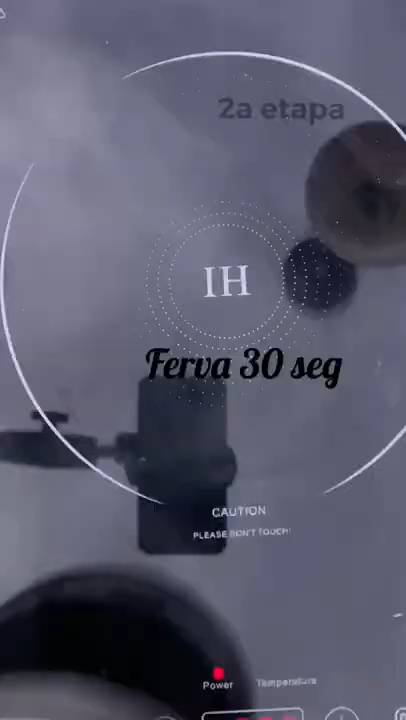 2a etapa
IH
Ferva 30 seg
CAUTION
PLEASE DON'T TOUCH!
Power Temperature